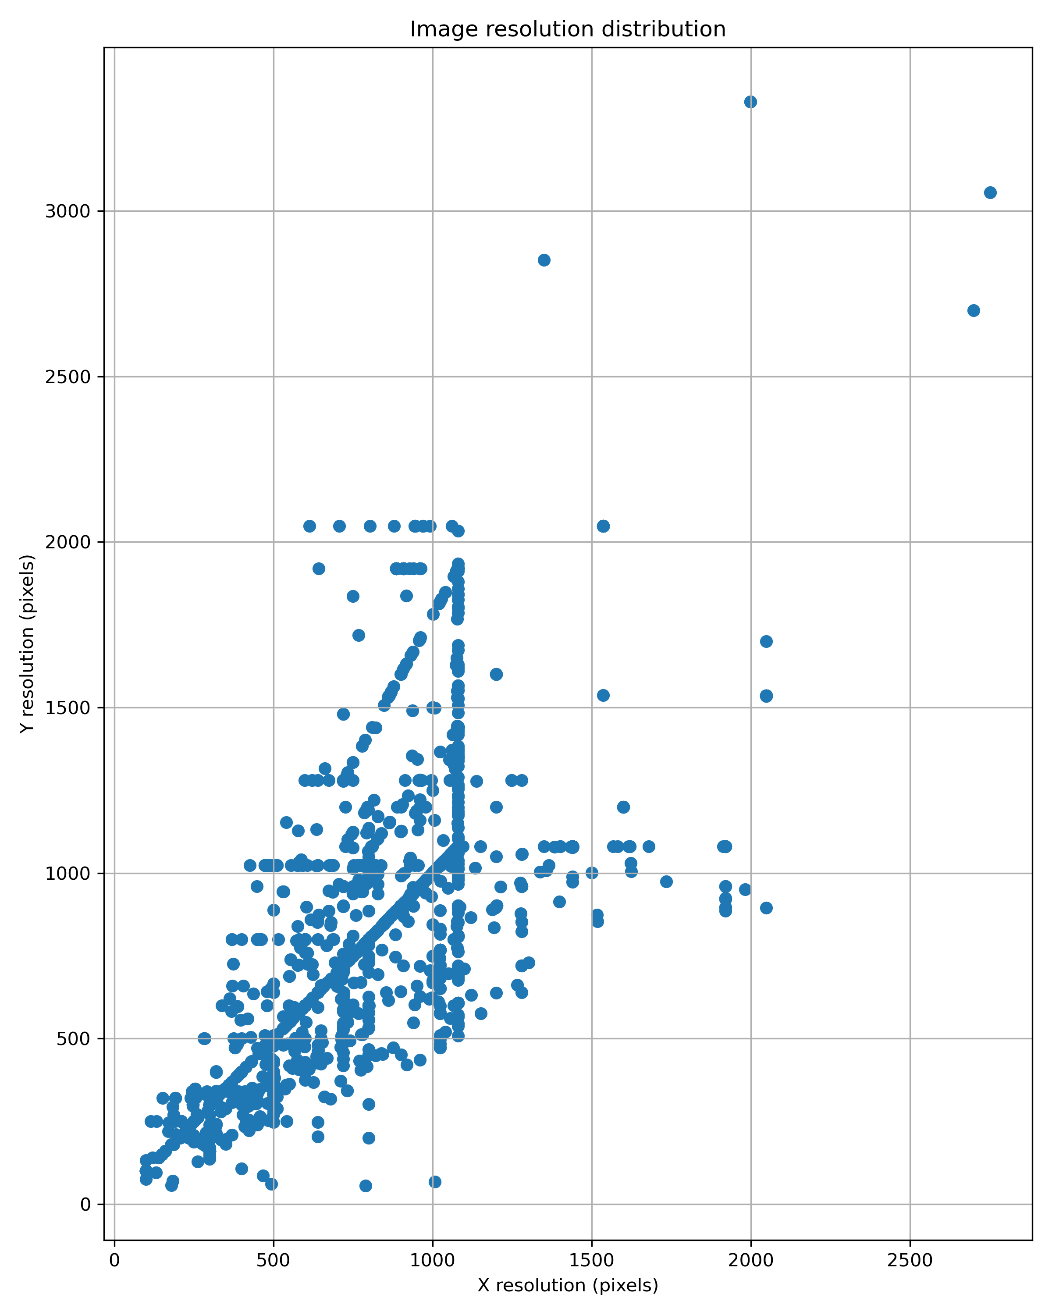 Image resolution distribution
3000
2500
2000
1500
1000
500
0
Y resolution (pixels)
0 500 1000 1500 2000 2500
X resolution (pixels)